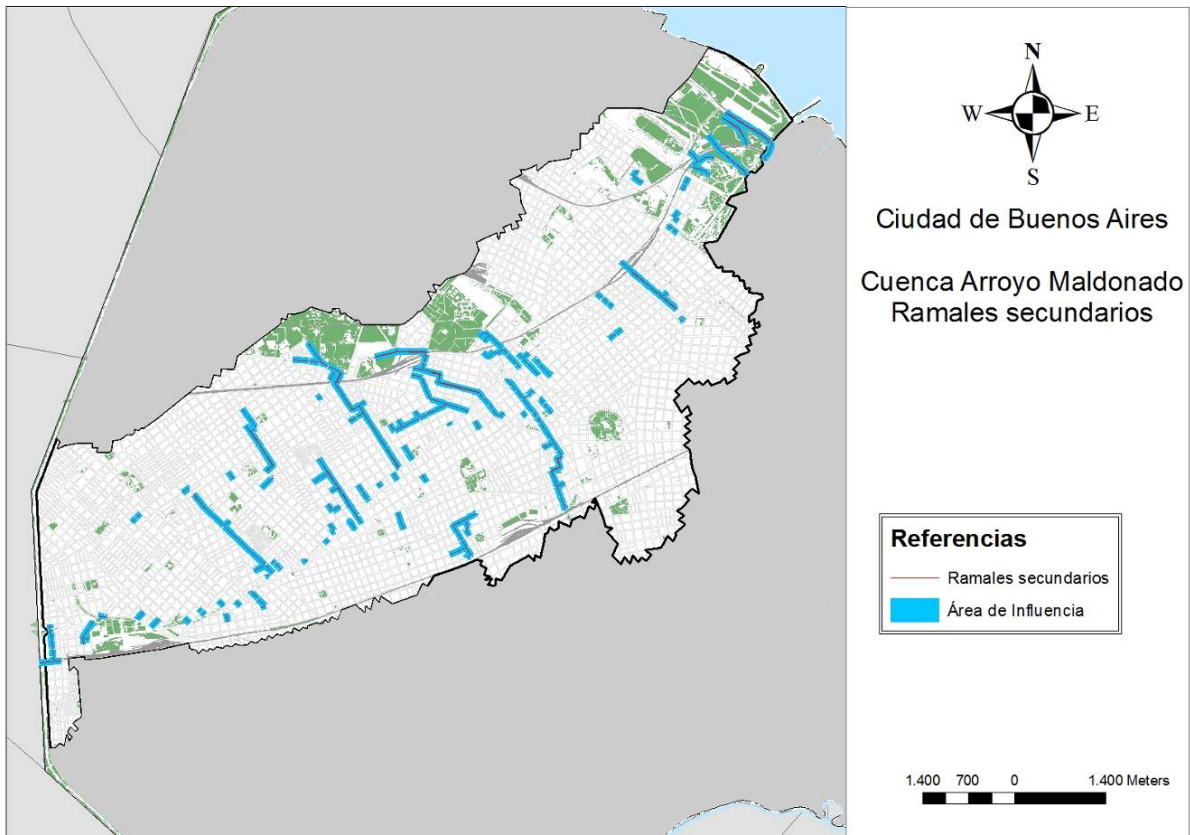 N
W E
S
Ciudad de Buenos Aires
Cuenca Arroyo Maldonado
Ramales secundarios
Referencias
Ramales secundarios
Área de Influencia
1.400 700 0 1.400 Meters